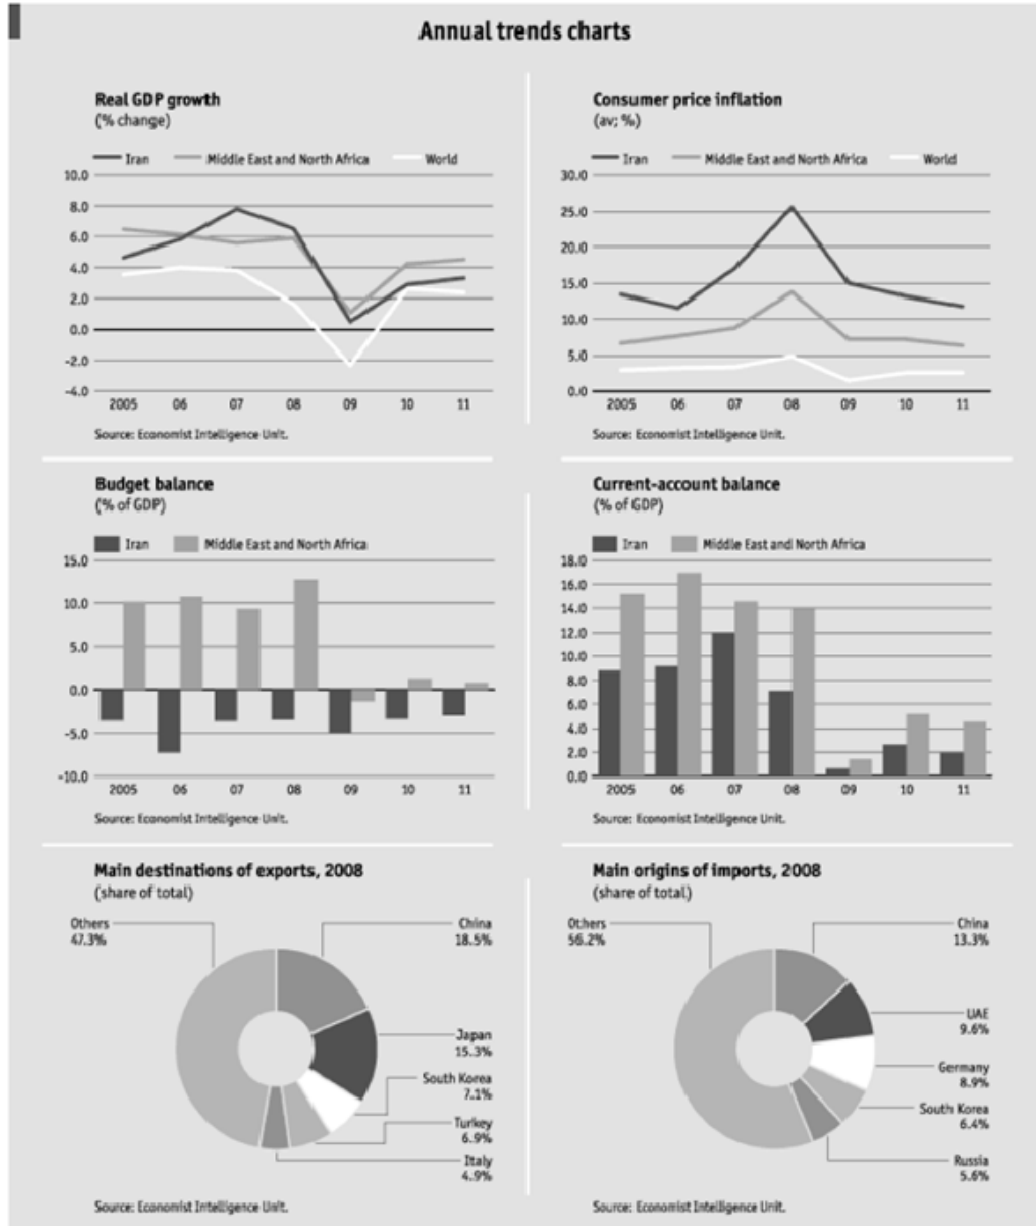 Annual trends charts
Real GDP growth
(% change)
Iran Middle East and North Africa World
10.0
8.0
6.0
4.0
2.0
0.0
-2.0
-4.0
2005 06 07 08 09 10 11
Source: Economist Intelligence Unit.
Consumer price inflation
(av; %)
Iran Middle East and North Africa World
30.0
25.0
20.0
15.0
10.0
5.0
0.0
2005 06 07 08 09 10 11
Source: Economist Intelligence Unit.
Budget balance
(% of GDP)
Iran Middle East and North Africa
15.0
10.0
5.0
0.0
-5.0
-10.0
2005 06 07 08 09 10 11
Source: Economist Intelligence Unit.
Current-account balance
(% of GDP)
Iran Middle East and North Africa
18.0
16.0
14.0
12.0
10.0
8.0
6.0
4.0
2.0
0.0
2005 06 07 08 09 10 11
Source: Economist Intelligence Unit.
Main destinations of exports, 2008
(share of total)
Others
47.3%
China
18.5%
Japan
15.3%
South Korea
7.1%
Turkey
6.9%
Italy
4.9%
Source: Economist Intelligence Unit.
Main origins of imports, 2008
(share of total)
Others
56.2%
China
13.3%
UAE
9.6%
Germany
8.9%
South Korea
6.4%
Russia
5.6%
Source: Economist Intelligence Unit.